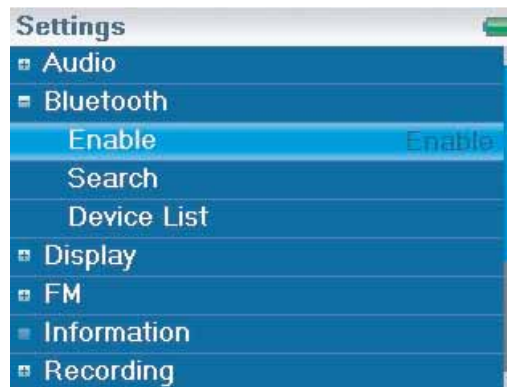 Settings
Audio
Bluetooth
Enable Enable
Search
Device List
Display
FM
Information
Recording